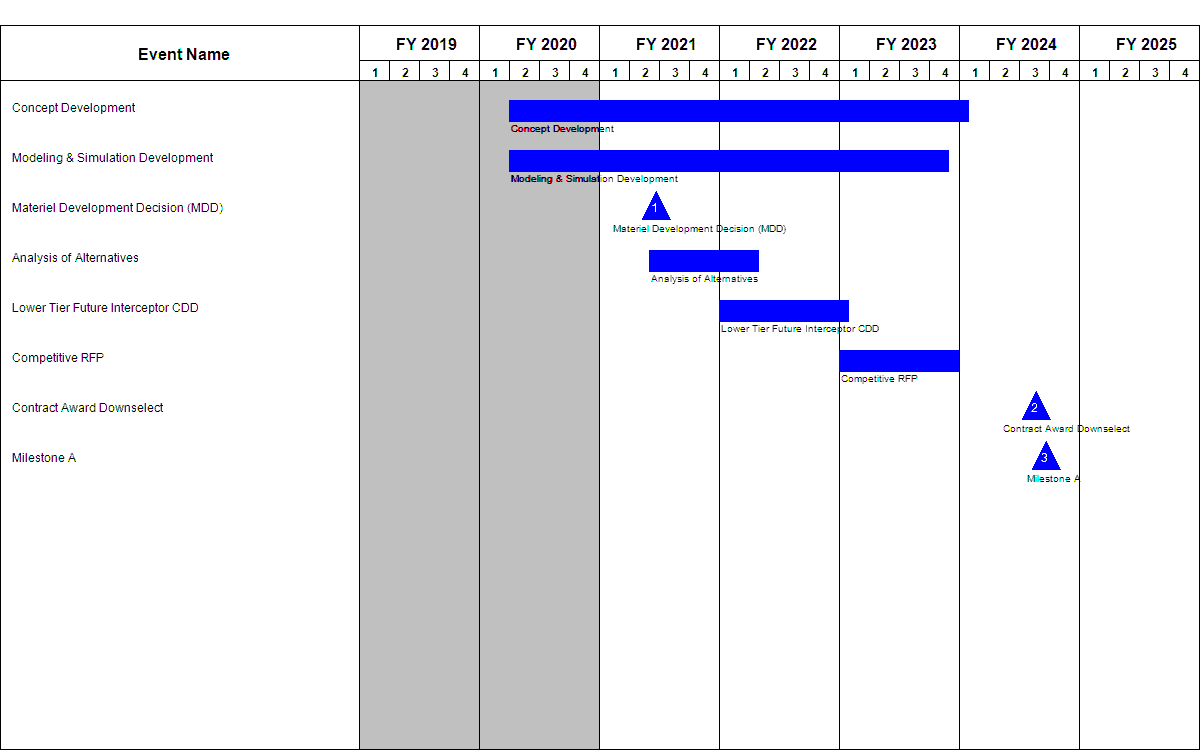 Event Name
FY 2019 FY 2020 FY 2021 FY 2022 FY 2023 FY 2024 FY 2025
1 2 3 4 1 2 3 4 1 2 3 4 1 2 3 4 1 2 3 4 1 2 3 4 1 2 3 4
Concept Development
Concept Development
Modeling & Simulation Development
Modeling & Simulation Development
Materiel Development Decision (MDD)
1
Materiel Development Decision (MDD)
Analysis of Alternatives
Analysis of Alternatives
Lower Tier Future Interceptor CDD
Lower Tier Future Interceptor CDD
Competitive RFP
Competitive RFP
Contract Award Downselect
2
Contract Award Downselect
Milestone A
3
Milestone A